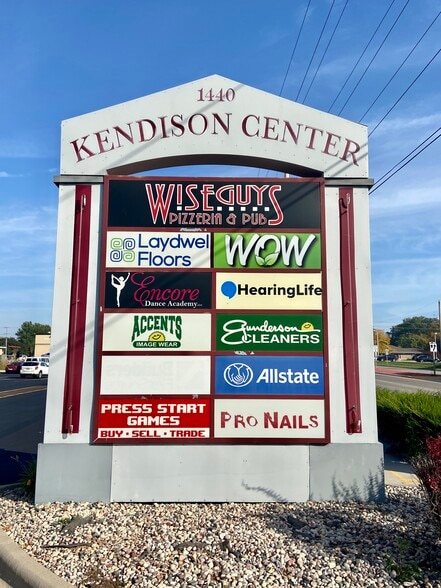 1440
KENDISON CENTER
WISEGUYS
PIZZERIA & PUB
Laydwel
Floors
WOW
Encore
Dance Academy
HearingLife
ACCENTS
IMAGE WEAR
Gunderson
CLEANERS
Allstate
PRESS START
GAMES
BUY - SELL - TRADE
PRO NAILS